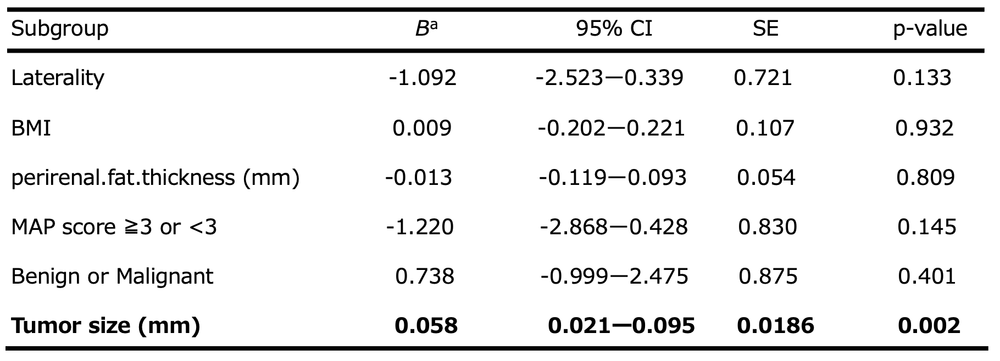 Subgroup Bᵃ 95% CI SE p-value
Laterality -1.092 -2.523—0.339 0.721 0.133
BMI 0.009 -0.202—0.221 0.107 0.932
perirenal.fat.thickness (mm) -0.013 -0.119—0.093 0.054 0.809
MAP score ≧3 or <3 -1.220 -2.868—0.428 0.830 0.145
Benign or Malignant 0.738 -0.999—2.475 0.875 0.401
Tumor size (mm) 0.058 0.021—0.095 0.0186 0.002